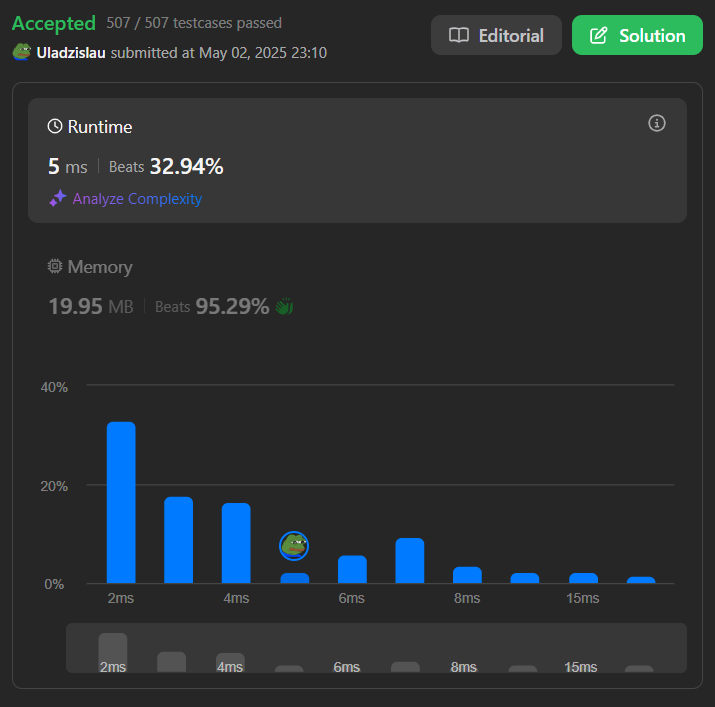 Accepted 507 / 507 testcases passed
Editorial
Solution
Uladzislau submitted at May 02, 2025 23:10
Runtime
5 ms Beats 32.94%
Analyze Complexity
Memory
19.95 MB Beats 95.29%
40%
20%
0%
2ms 4ms 6ms 8ms 15ms
2ms 4ms 6ms 8ms 15ms